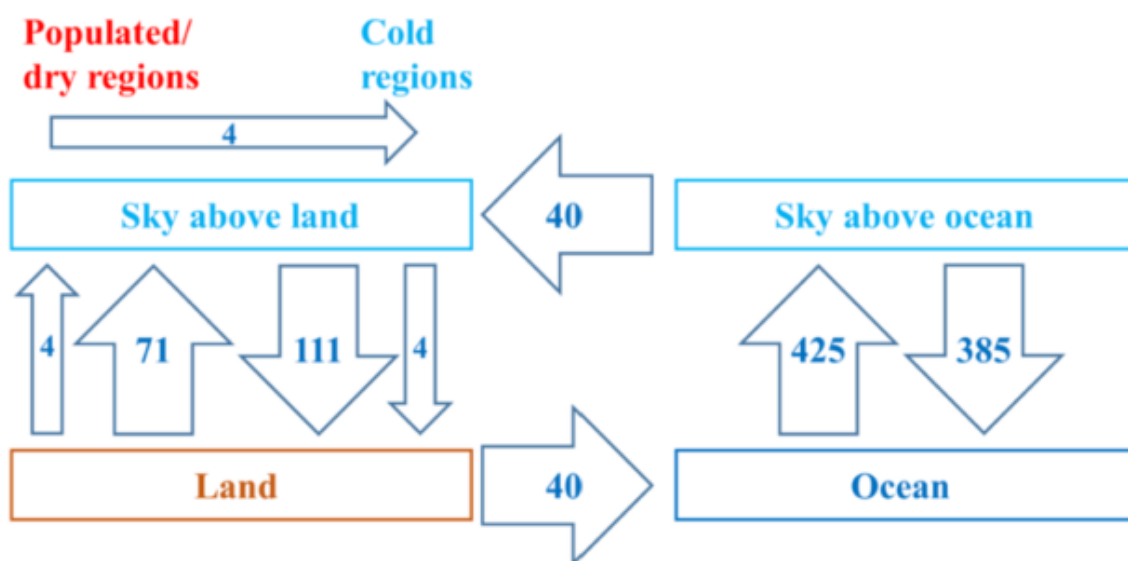 Populated/
dry regions
Cold
regions
4
Sky above land
40
Sky above ocean
4
71
111
4
425
385
Land
40
Ocean